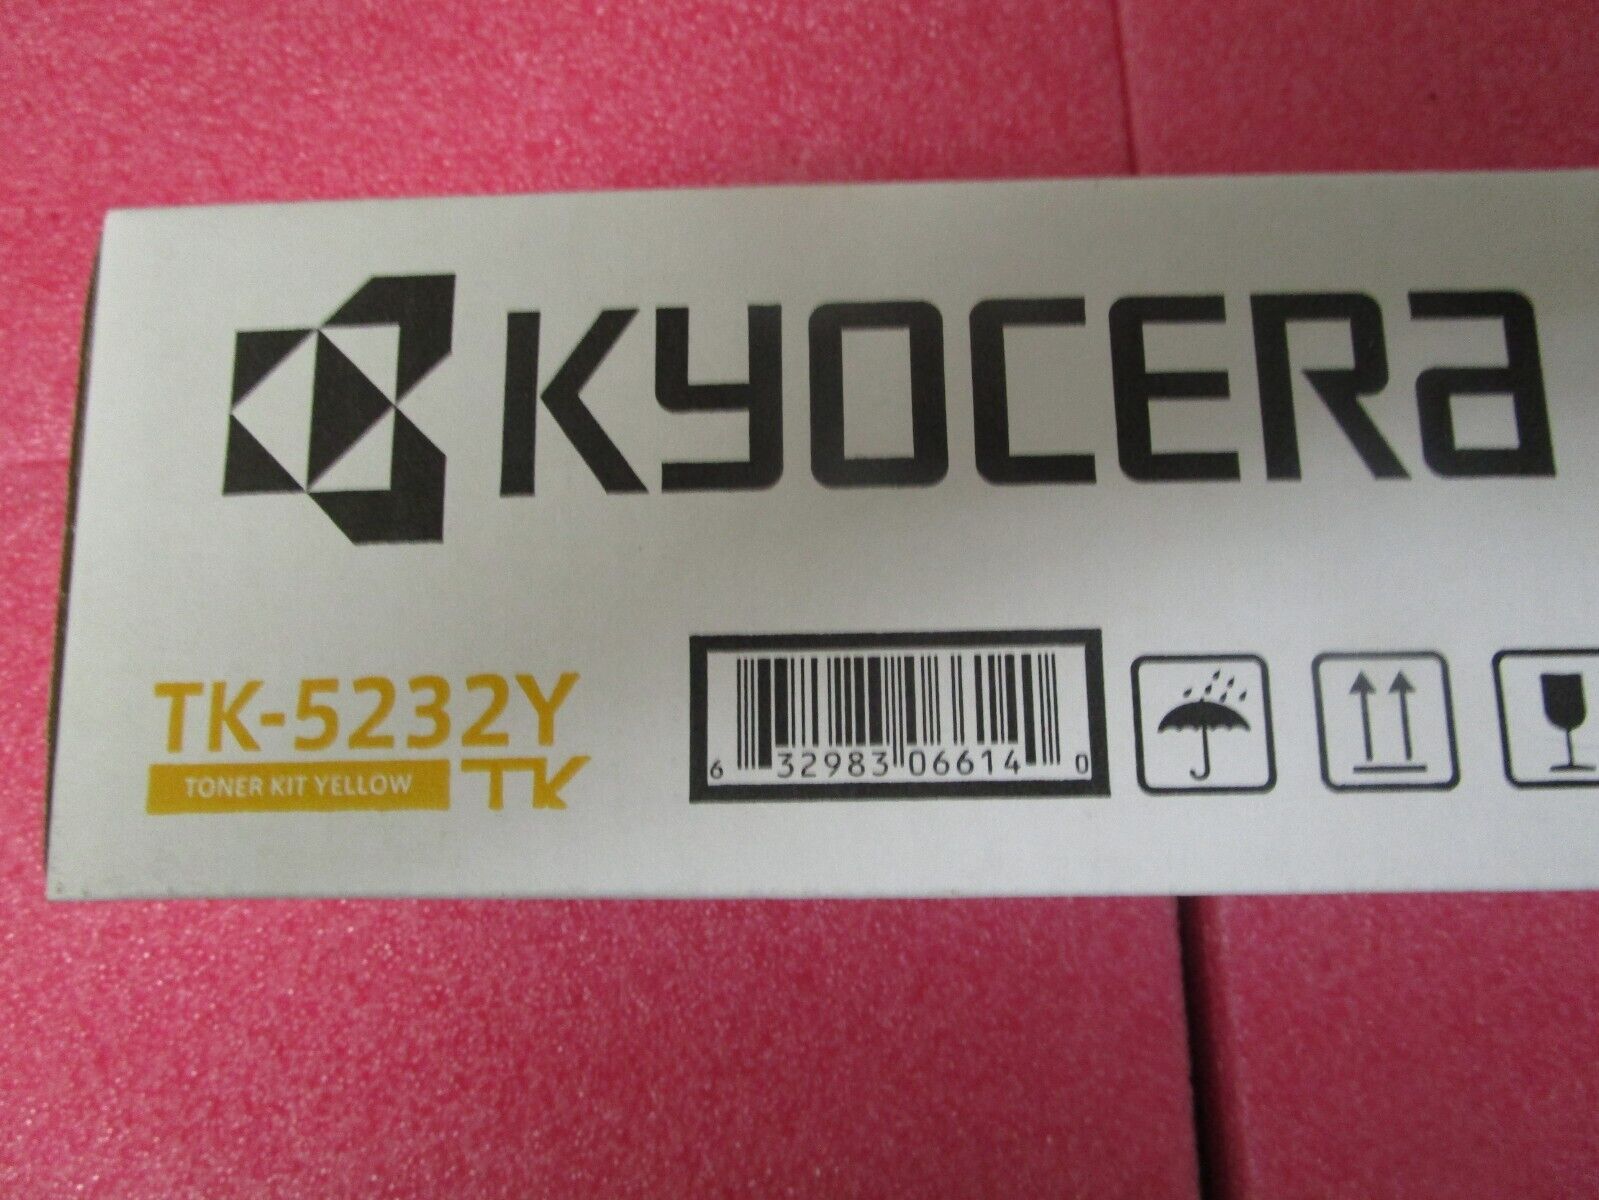 KYOCERA
TK-5232Y
TONER KIT YELLOW TK
6 32983 06614 0